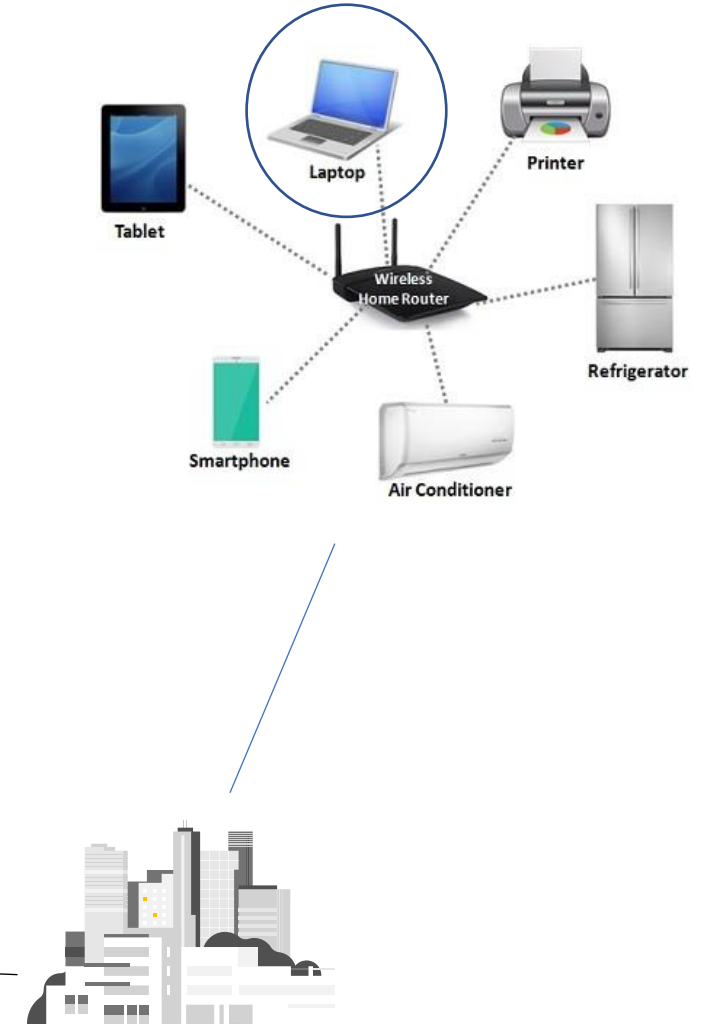 Laptop
Printer
Tablet
Wireless
Home Router
Refrigerator
Smartphone
Air Conditioner